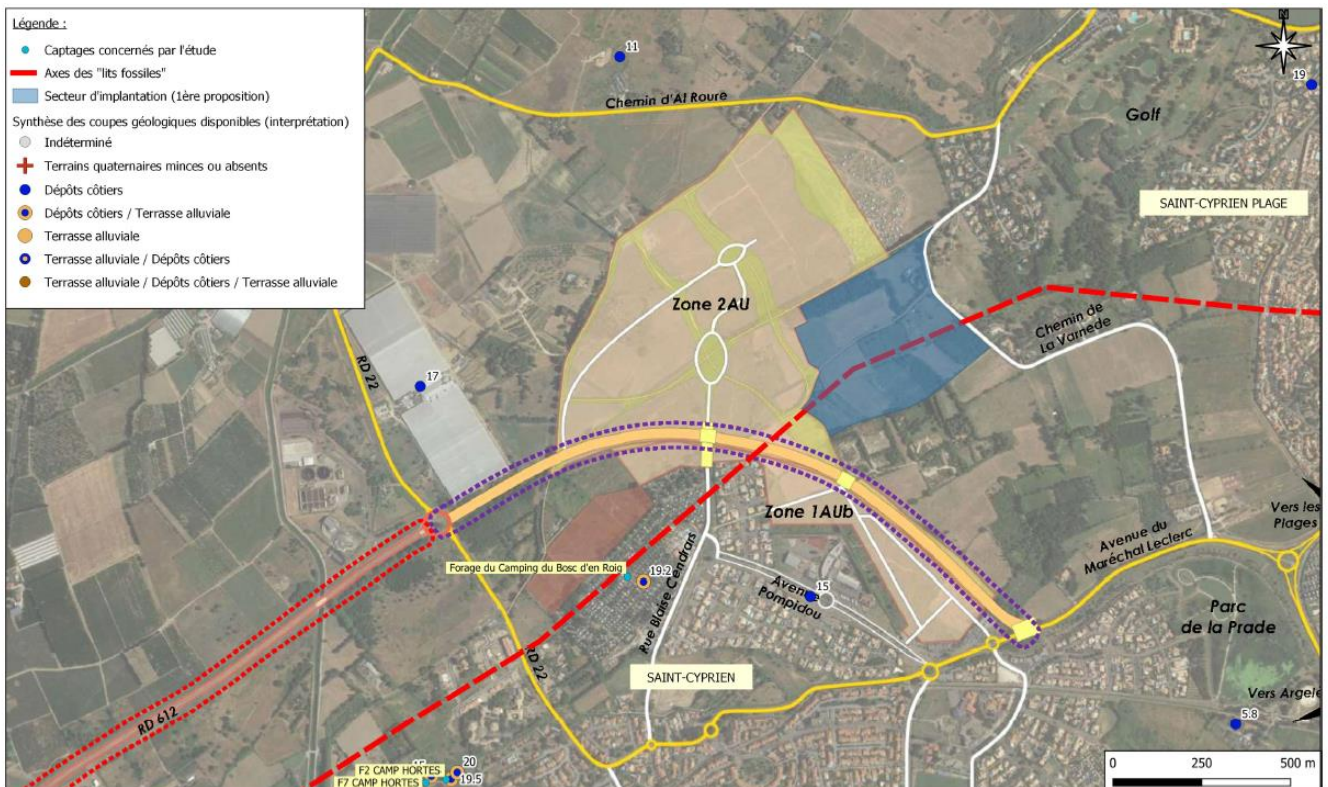 Légende :
Captages concernés par l'étude
Axes des "lits fossiles"
Secteur d'implantation (1ère proposition)
Synthèse des coupes géologiques disponibles (interprétation)
Indéterminé
Terrains quaternaires minces ou absents
Dépôts côtiers
Dépôts côtiers / Terrasse alluviale
Terrasse alluviale
Terrasse alluviale / Dépôts côtiers
Terrasse alluviale / Dépôts côtiers / Terrasse alluviale
N
11
19
Chemin d'Al Roure
Golf
SAINT-CYPRIEN PLAGE
Zone 2AU
Chemin de
La Varnede
RD 22
17
Zone 1AUb
Vers les
Plages
Avenue du
Maréchal Leclerc
Forage du Camping du Bosc d'en Roig
19.2
Rue Blaise Cendrars
15
Avenue
Pompidou
Parc
de la Prade
RD 22
SAINT-CYPRIEN
Vers Argele
RD 612
5.8
F2 CAMP HORTES
20
F7 CAMP HORTES
19.5
0
250
500 m